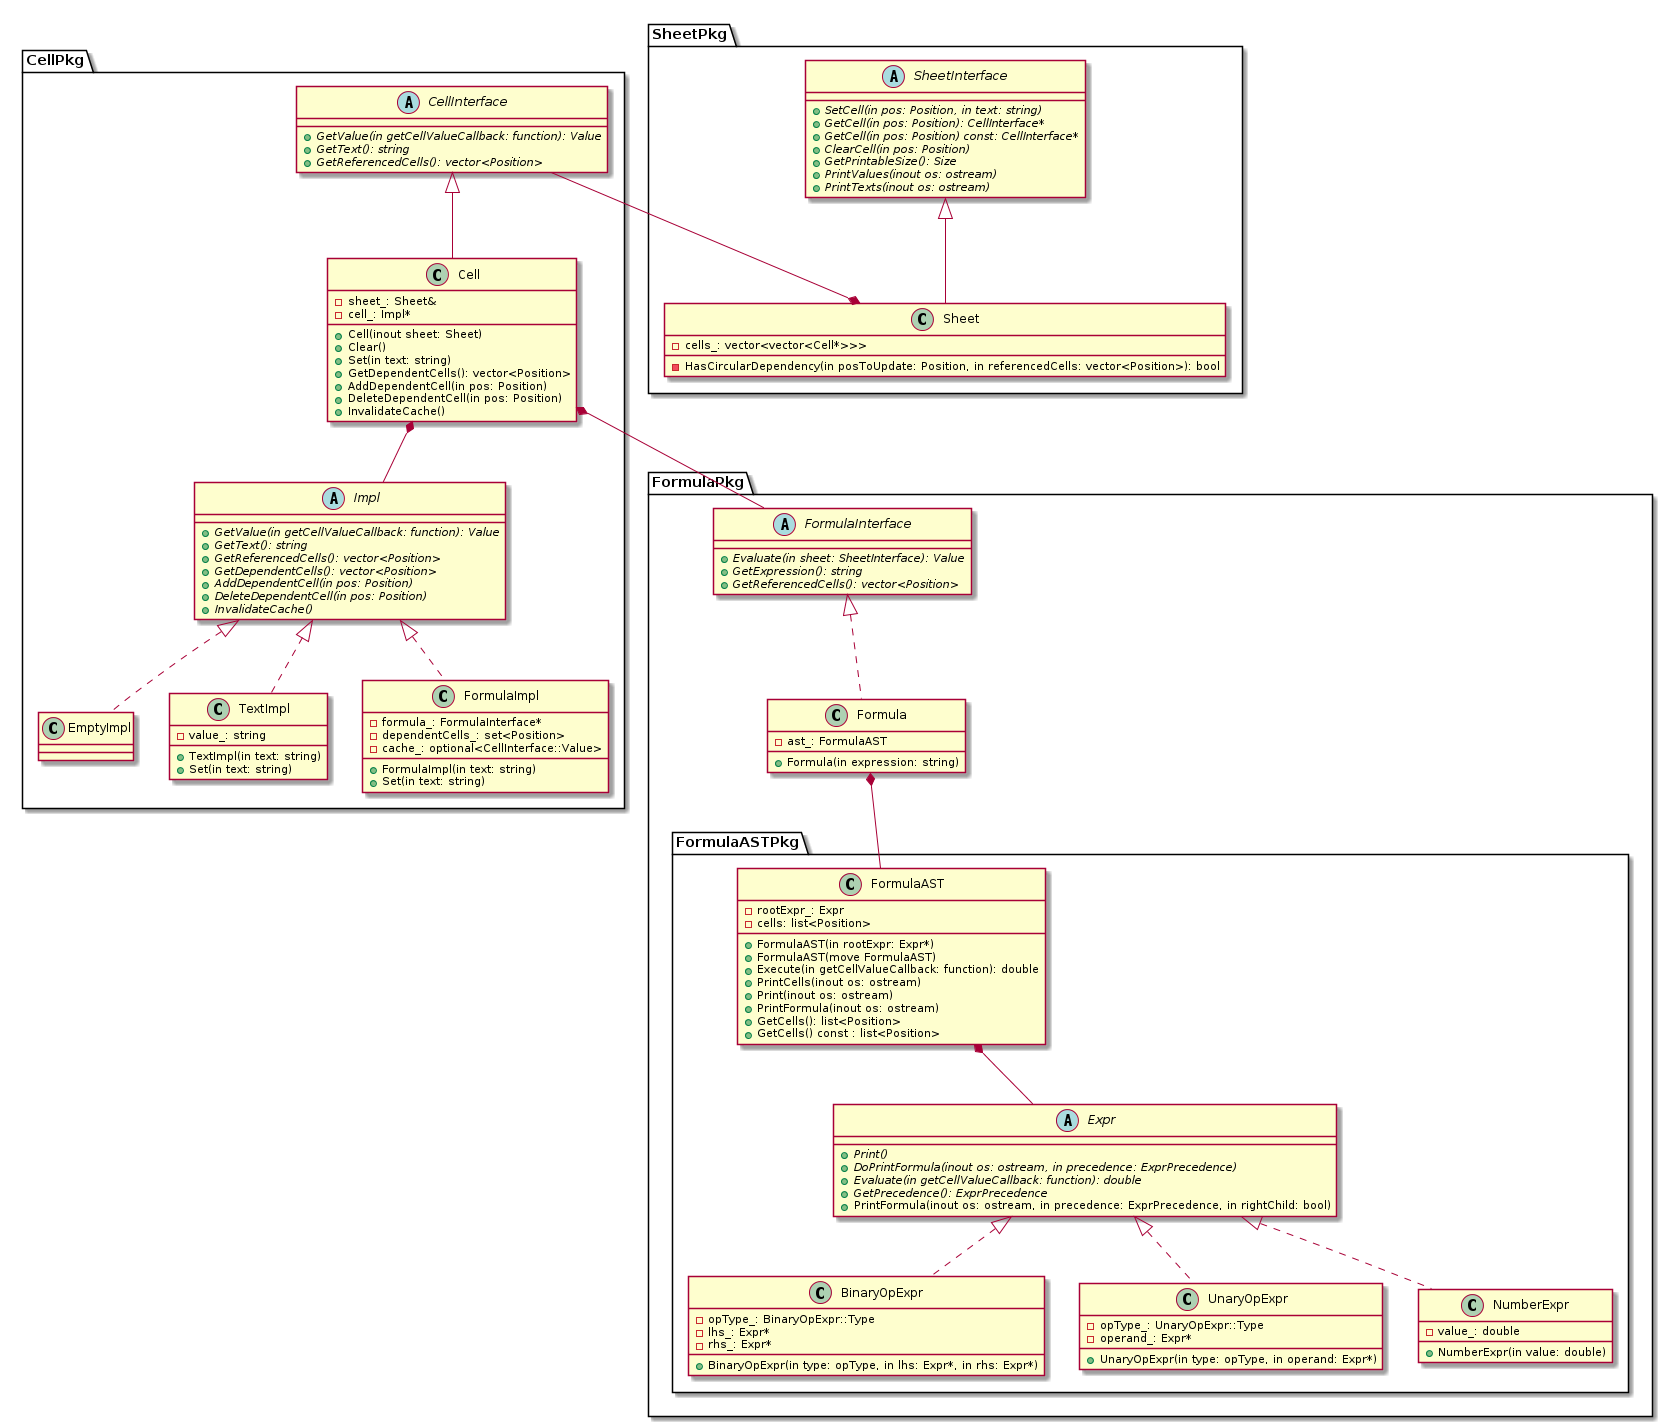 CellPkg
A CellInterface
GetValue(in getCellValueCallback: function): Value
GetText(): string
GetReferencedCells(): vector<Position>
C Cell
sheet_: Sheet&
cell_: Impl*
Cell(inout sheet: Sheet)
Clear()
Set(in text: string)
GetDependentCells(): vector<Position>
AddDependentCell(in pos: Position)
DeleteDependentCell(in pos: Position)
InvalidateCache()
A Impl
GetValue(in getCellValueCallback: function): Value
GetText(): string
GetReferencedCells(): vector<Position>
GetDependentCells(): vector<Position>
AddDependentCell(in pos: Position)
DeleteDependentCell(in pos: Position)
InvalidateCache()
C EmptyImpl
C TextImpl
value_: string
TextImpl(in text: string)
Set(in text: string)
C FormulaImpl
formula_: FormulaInterface*
dependentCells_: set<Position>
cache_: optional<CellInterface::Value>
FormulaImpl(in text: string)
Set(in text: string)
SheetPkg
A SheetInterface
SetCell(in pos: Position, in text: string)
GetCell(in pos: Position): CellInterface*
GetCell(in pos: Position) const: CellInterface*
ClearCell(in pos: Position)
GetPrintableSize(): Size
PrintValues(inout os: ostream)
PrintTexts(inout os: ostream)
C Sheet
cells_: vector<vector<Cell*>>>
HasCircularDependency(in posToUpdate: Position, in referencedCells: vector<Position>): bool
FormulaPkg
A FormulaInterface
Evaluate(in sheet: SheetInterface): Value
GetExpression(): string
GetReferencedCells(): vector<Position>
C Formula
ast_: FormulaAST
Formula(in expression: string)
FormulaASTPkg
C FormulaAST
rootExpr_: Expr
cells: list<Position>
FormulaAST(in rootExpr: Expr*)
FormulaAST(move FormulaAST)
Execute(in getCellValueCallback: function): double
PrintCells(inout os: ostream)
Print(inout os: ostream)
PrintFormula(inout os: ostream)
GetCells(): list<Position>
GetCells() const : list<Position>
A Expr
Print()
DoPrintFormula(inout os: ostream, in precedence: ExprPrecedence)
Evaluate(in getCellValueCallback: function): double
GetPrecedence(): ExprPrecedence
PrintFormula(inout os: ostream, in precedence: ExprPrecedence, in rightChild: bool)
C BinaryOpExpr
opType_: BinaryOpExpr::Type
lhs_: Expr*
rhs_: Expr*
BinaryOpExpr(in type: opType, in lhs: Expr*, in rhs: Expr*)
C UnaryOpExpr
opType_: UnaryOpExpr::Type
operand_: Expr*
UnaryOpExpr(in type: opType, in operand: Expr*)
C NumberExpr
value_: double
NumberExpr(in value: double)